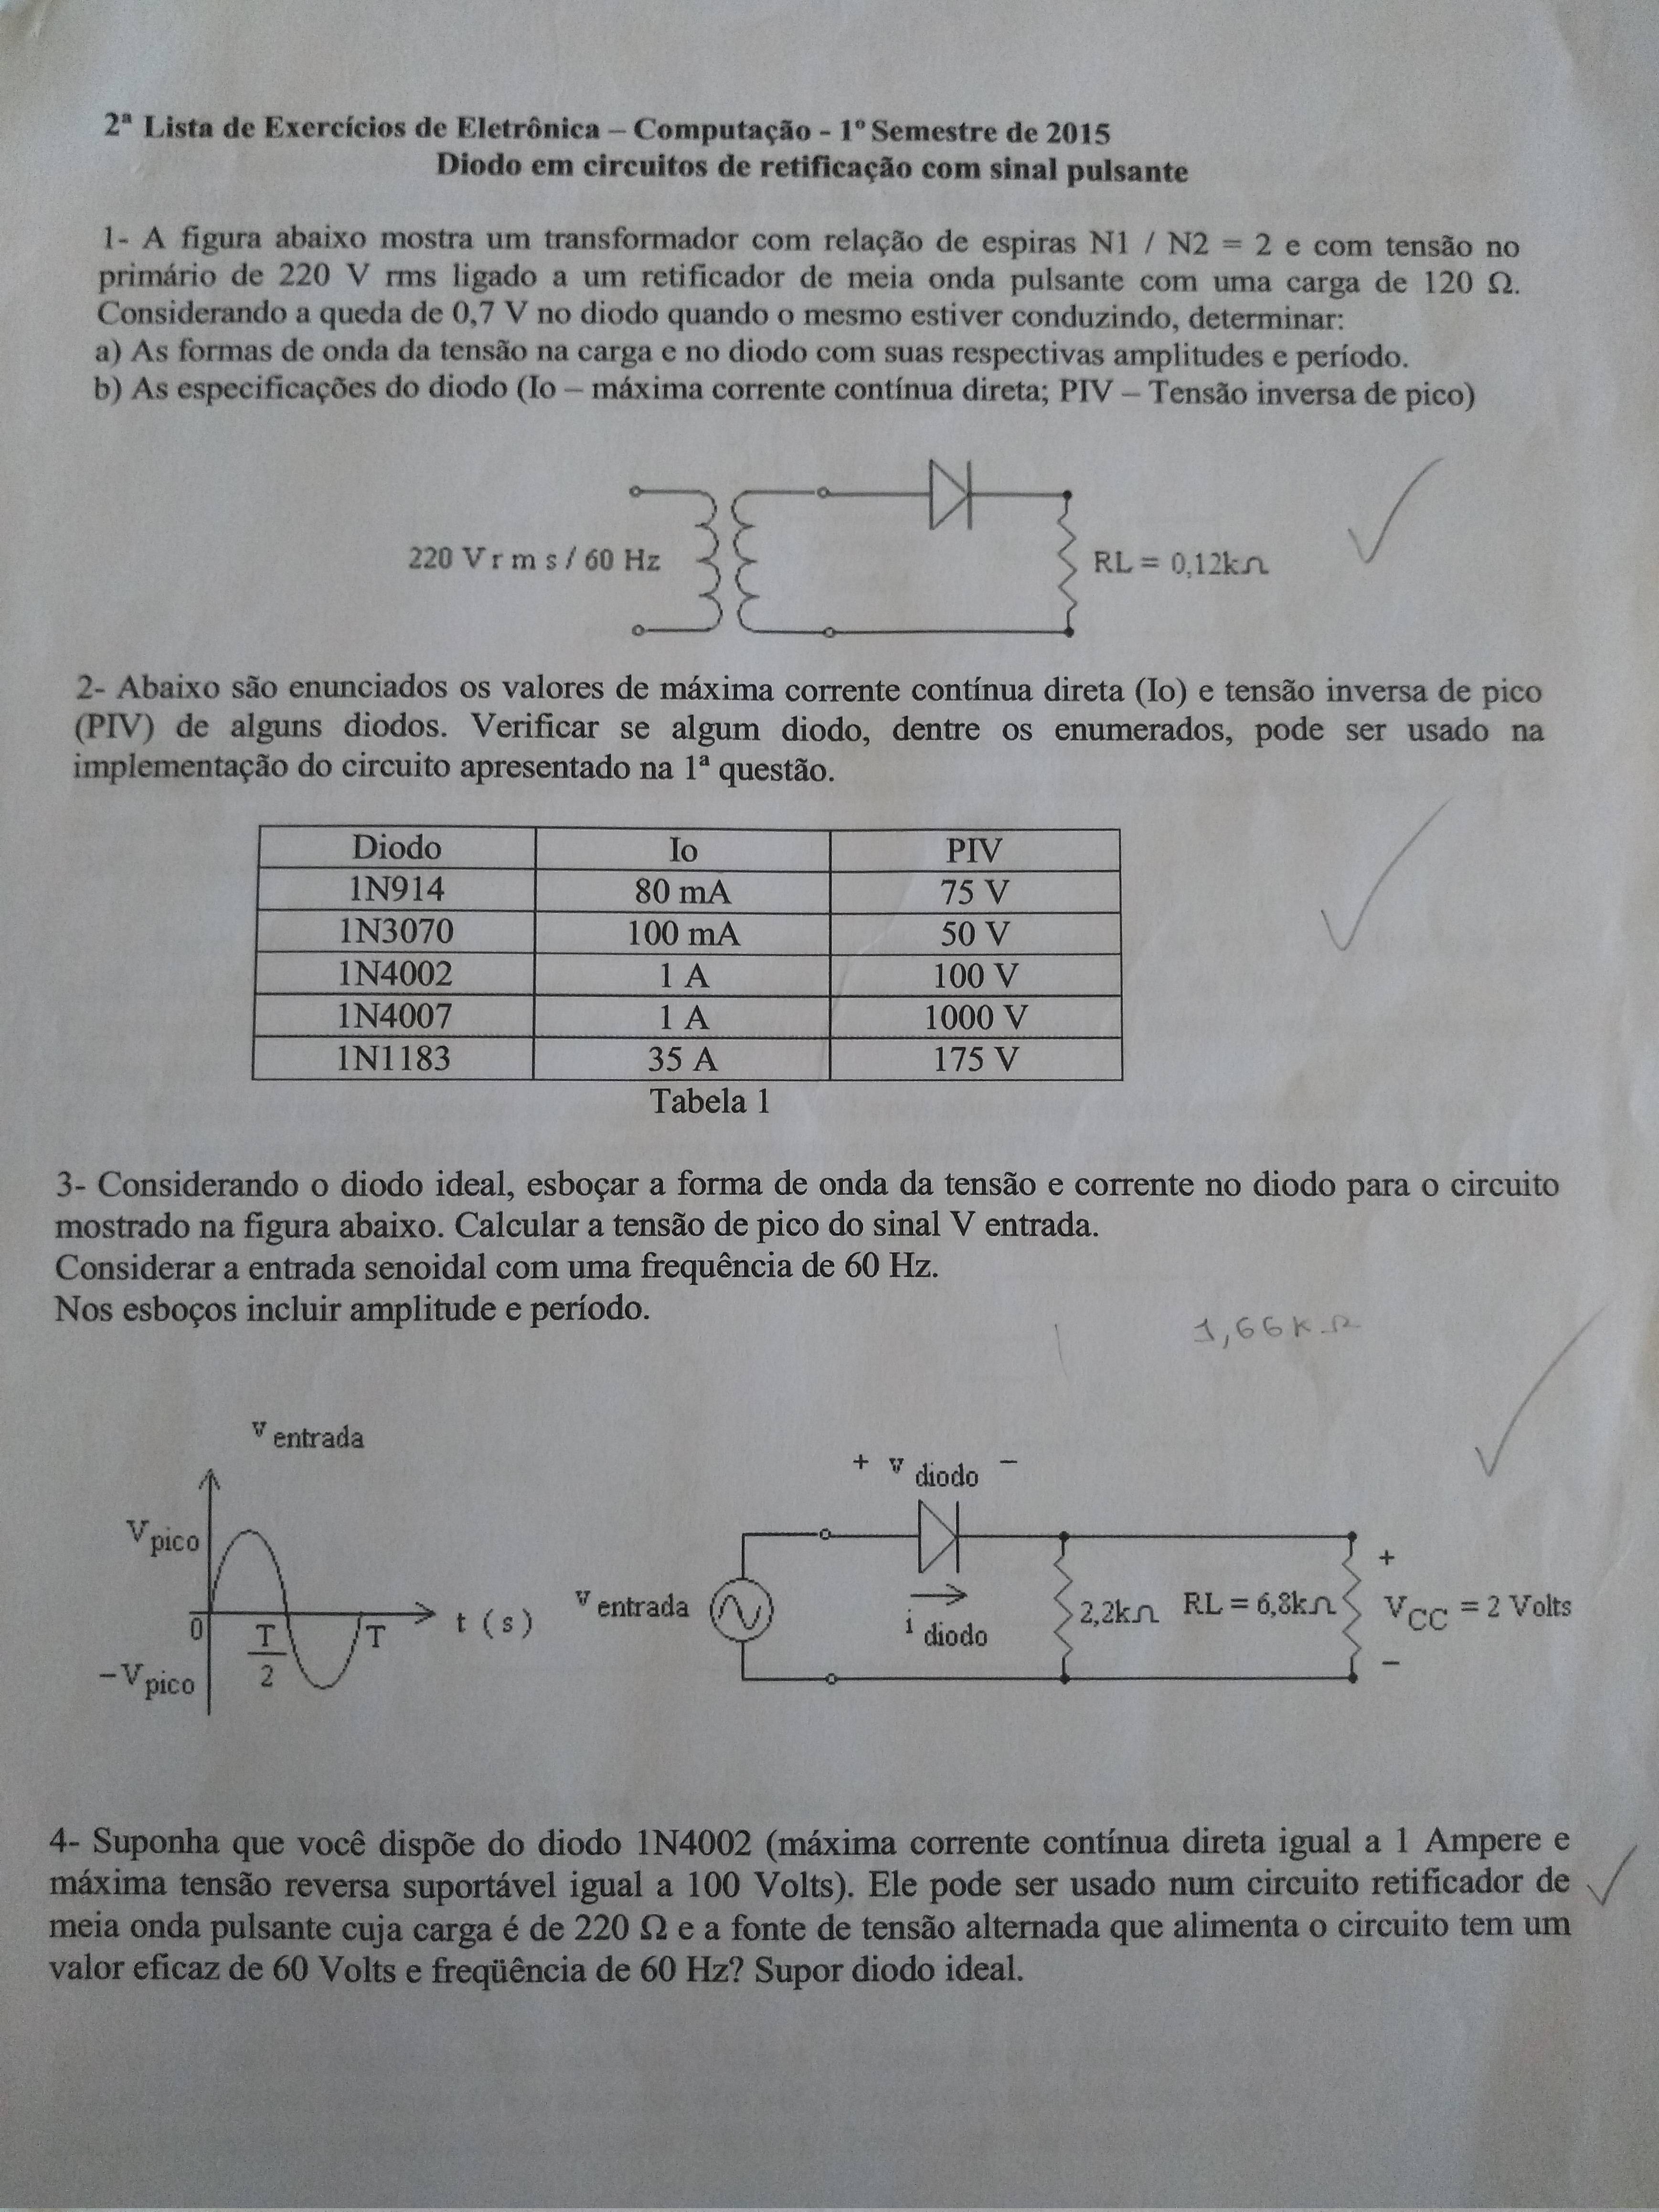 2ª Lista de Exercícios de Eletrônica – Computação - 1º Semestre de 2015
Diodo em circuitos de retificação com sinal pulsante
1- A figura abaixo mostra um transformador com relação de espiras N1 / N2 = 2 e com tensão no
primário de 220 V rms ligado a um retificador de meia onda pulsante com uma carga de 120 Ω.
Considerando a queda de 0,7 V no diodo quando o mesmo estiver conduzindo, determinar:
a) As formas de onda da tensão na carga e no diodo com suas respectivas amplitudes e período.
b) As especificações do diodo (Io – máxima corrente contínua direta; PIV – Tensão inversa de pico)
220 V r m s / 60 Hz
RL = 0,12kΩ
2- Abaixo são enunciados os valores de máxima corrente contínua direta (Io) e tensão inversa de pico
(PIV) de alguns diodos. Verificar se algum diodo, dentre os enumerados, pode ser usado na
implementação do circuito apresentado na 1ª questão.
Diodo Io PIV
1N914 80 mA 75 V
1N3070 100 mA 50 V
1N4002 1 A 100 V
1N4007 1 A 1000 V
1N1183 35 A 175 V
Tabela 1
3- Considerando o diodo ideal, esboçar a forma de onda da tensão e corrente no diodo para o circuito
mostrado na figura abaixo. Calcular a tensão de pico do sinal V entrada.
Considerar a entrada senoidal com uma frequência de 60 Hz.
Nos esboços incluir amplitude e período.
1,66KΩ
v entrada
V pico
0
T
2
T
t (s)
-V pico
+ v diodo -
v entrada
i diodo
2,2kΩ
RL = 6,8kΩ
+
VCC = 2 Volts
-
4- Suponha que você dispõe do diodo 1N4002 (máxima corrente contínua direta igual a 1 Ampere e
máxima tensão reversa suportável igual a 100 Volts). Ele pode ser usado num circuito retificador de
meia onda pulsante cuja carga é de 220 Ω e a fonte de tensão alternada que alimenta o circuito tem um
valor eficaz de 60 Volts e freqüência de 60 Hz? Supor diodo ideal.